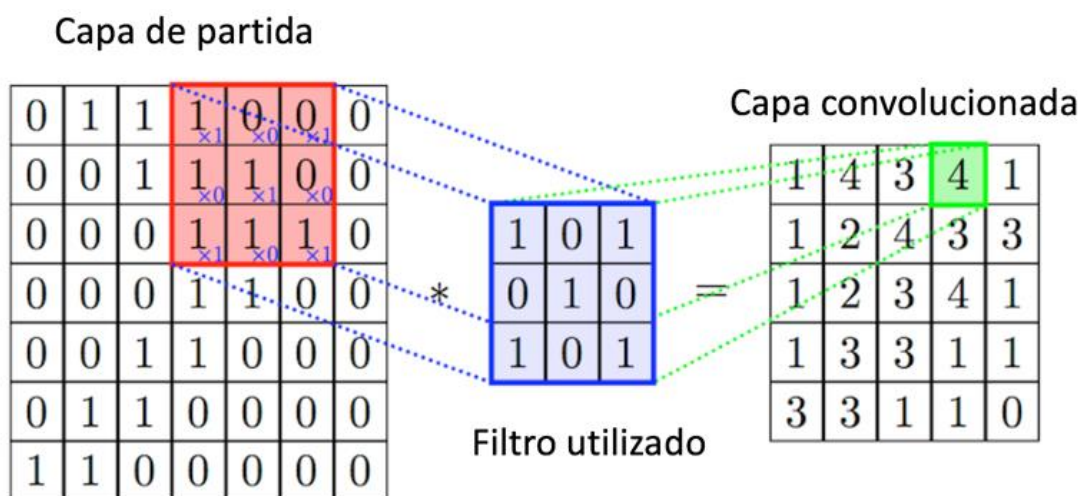 Capa de partida
Capa convolucionada
0 1 1 1 0 0 0
×1 ×0 ×1
0 0 1 1 1 0 0
×0 ×1 ×0
0 0 0 1 1 1 0
×1 ×0 ×1
0 0 0 1 1 0 0
0 0 1 1 0 0 0
0 1 1 0 0 0 0
1 1 0 0 0 0 0
*
1 0 1
0 1 0
1 0 1
Filtro utilizado
=
1 4 3 4 1
1 2 4 3 3
1 2 3 4 1
1 3 3 1 1
3 3 1 1 0